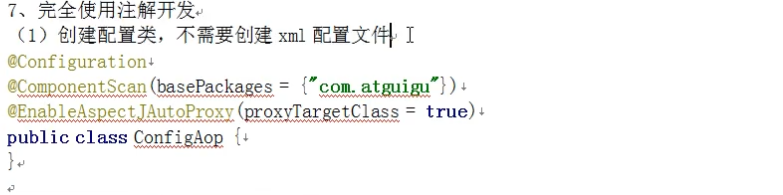 7、完全使用注解开发
（1）创建配置类，不需要创建 xml 配置文件
@Configuration
@ComponentScan(basePackages = {"com.atguigu"})
@EnableAspectJAutoProxy(proxyTargetClass = true)
public class ConfigAop {
}